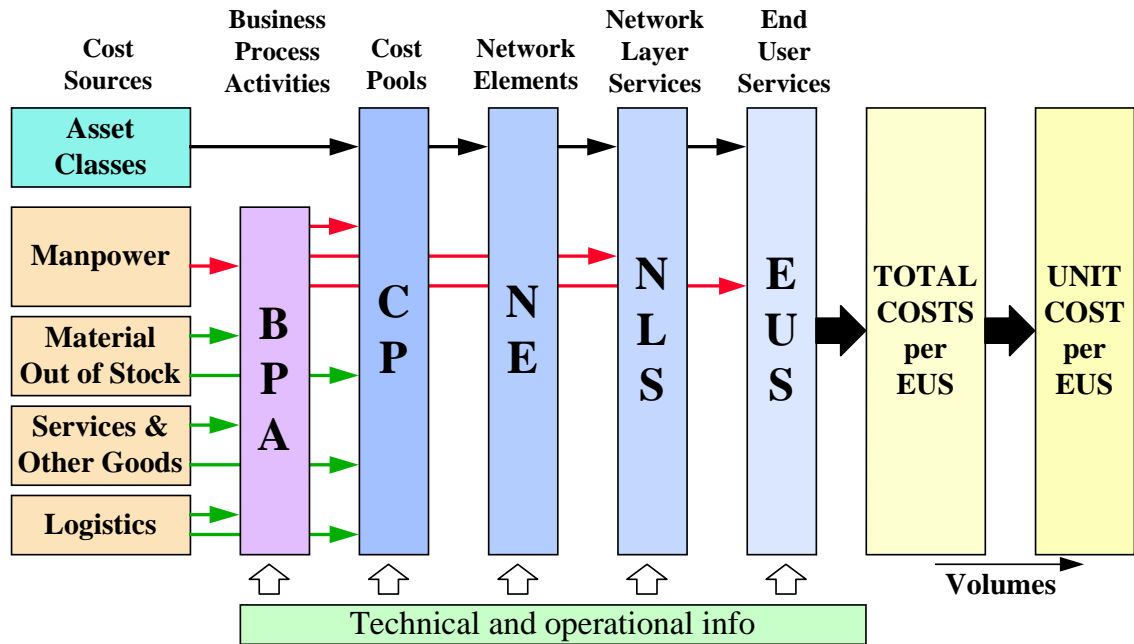 Cost
Sources
Business
Process
Activities
Cost
Pools
Network
Elements
Network
Layer
Services
End
User
Services
Asset
Classes
Manpower
Material
Out of Stock
Services &
Other Goods
Logistics
B
P
A
C
P
N
E
N
L
S
E
U
S
TOTAL
COSTS
per
EUS
UNIT
COST
per
EUS
Volumes
Technical and operational info